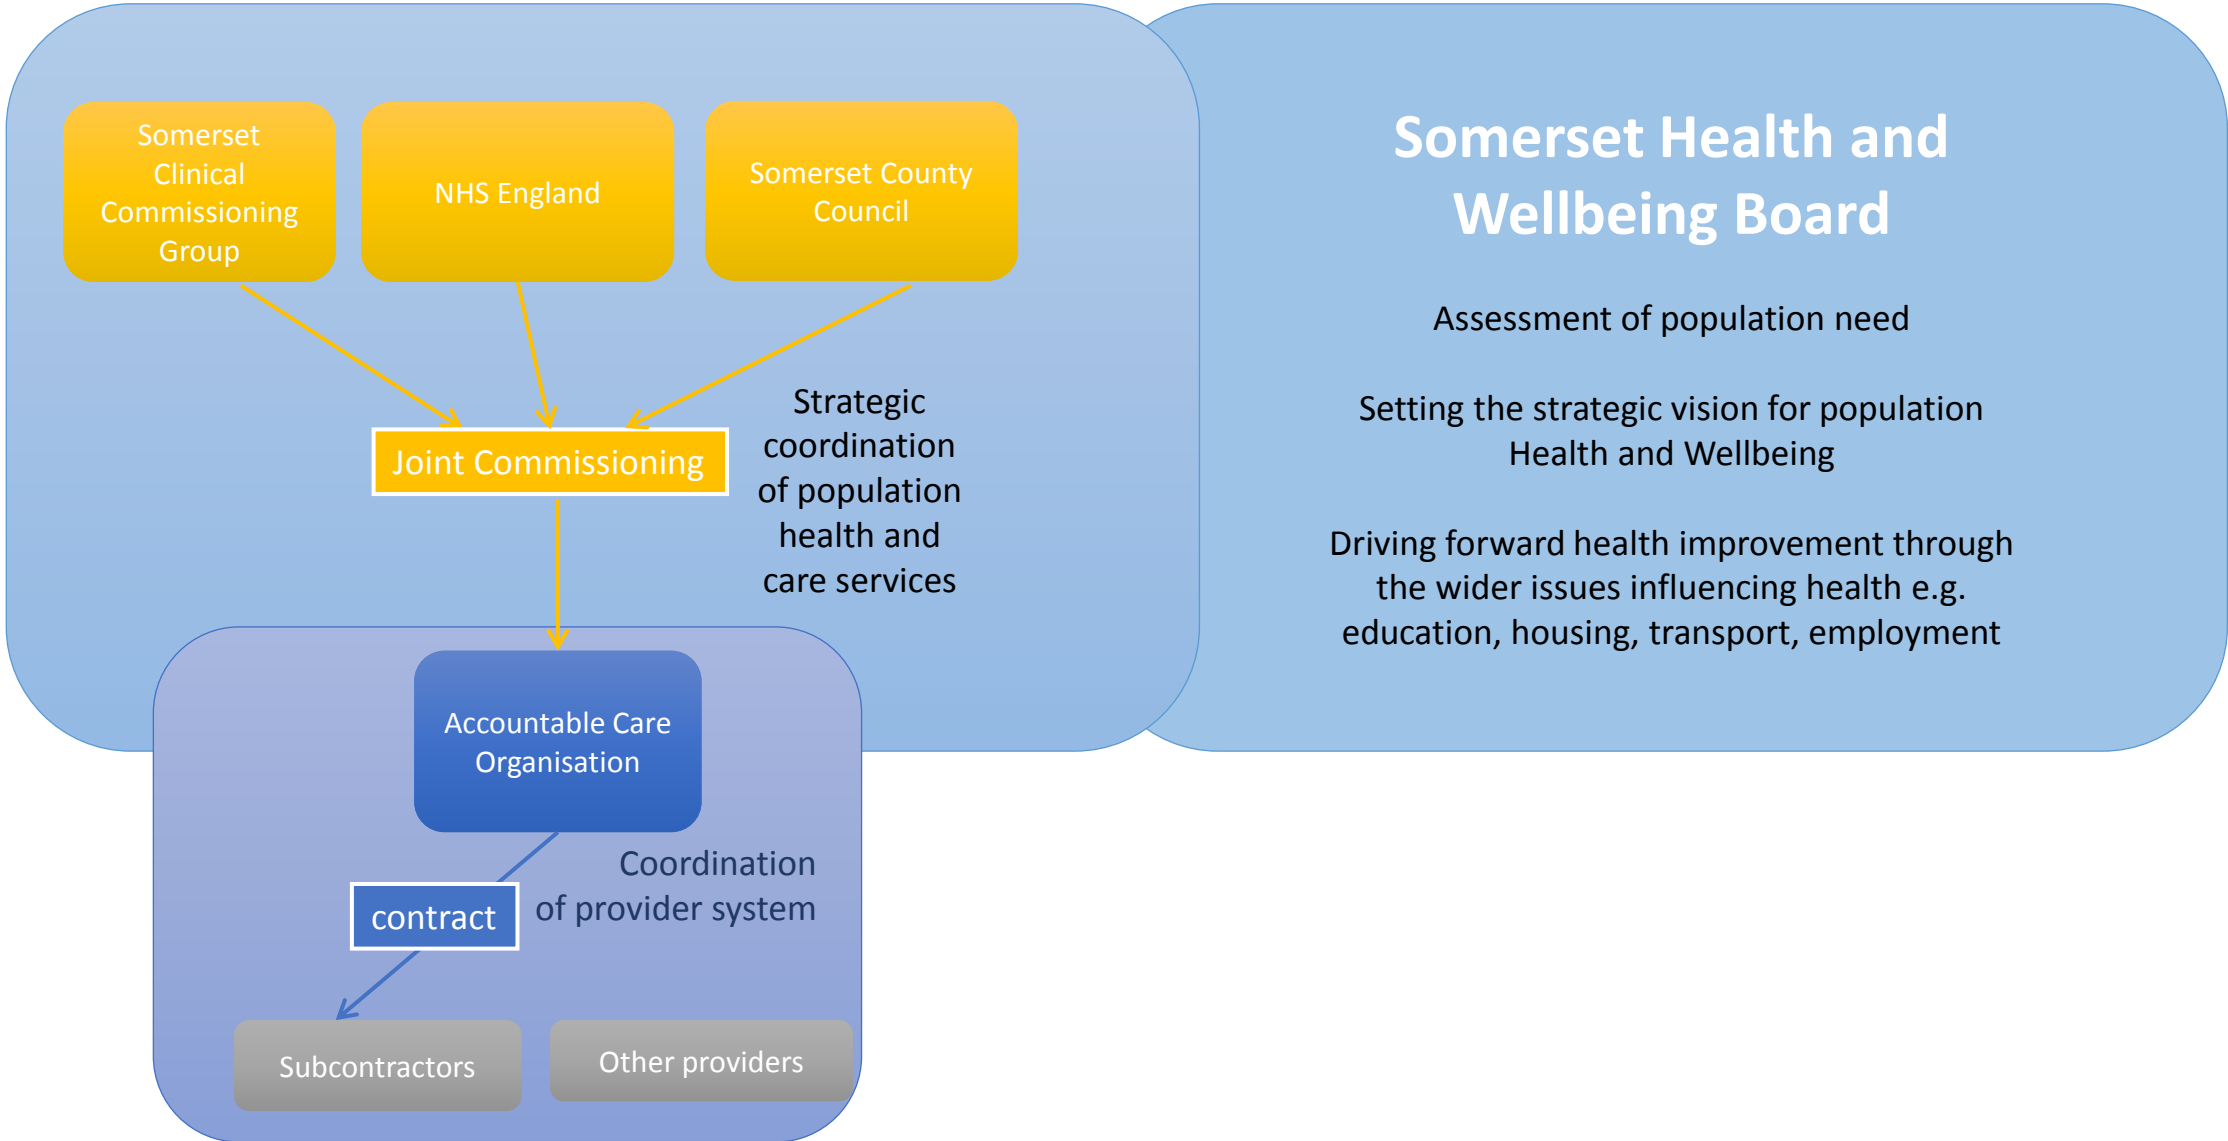 Somerset
Clinical
Commissioning
Group
NHS England
Somerset County
Council
Joint Commissioning
Strategic
coordination
of population
health and
care services
Accountable Care
Organisation
Coordination
of provider system
contract
Subcontractors
Other providers
Somerset Health and
Wellbeing Board
Assessment of population need
Setting the strategic vision for population
Health and Wellbeing
Driving forward health improvement through
the wider issues influencing health e.g.
education, housing, transport, employment